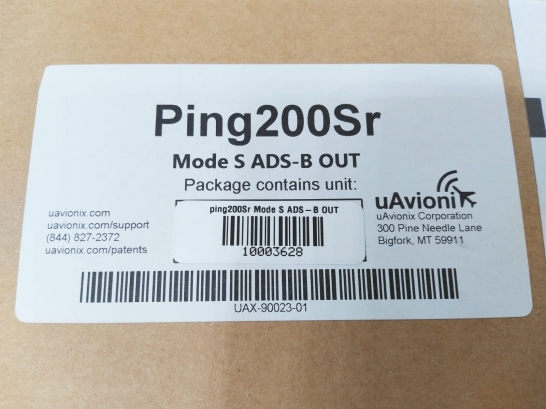 Ping200Sr
Mode S ADS-B OUT
Package contains unit:
uavionix.com
uavionix.com/support
(844) 827-2372
uavionix.com/patents
ping200Sr Mode S ADS-B OUT
10003628
uAvionix
uAvionix Corporation
300 Pine Needle Lane
Bigfork, MT 59911
UAX-90023-01